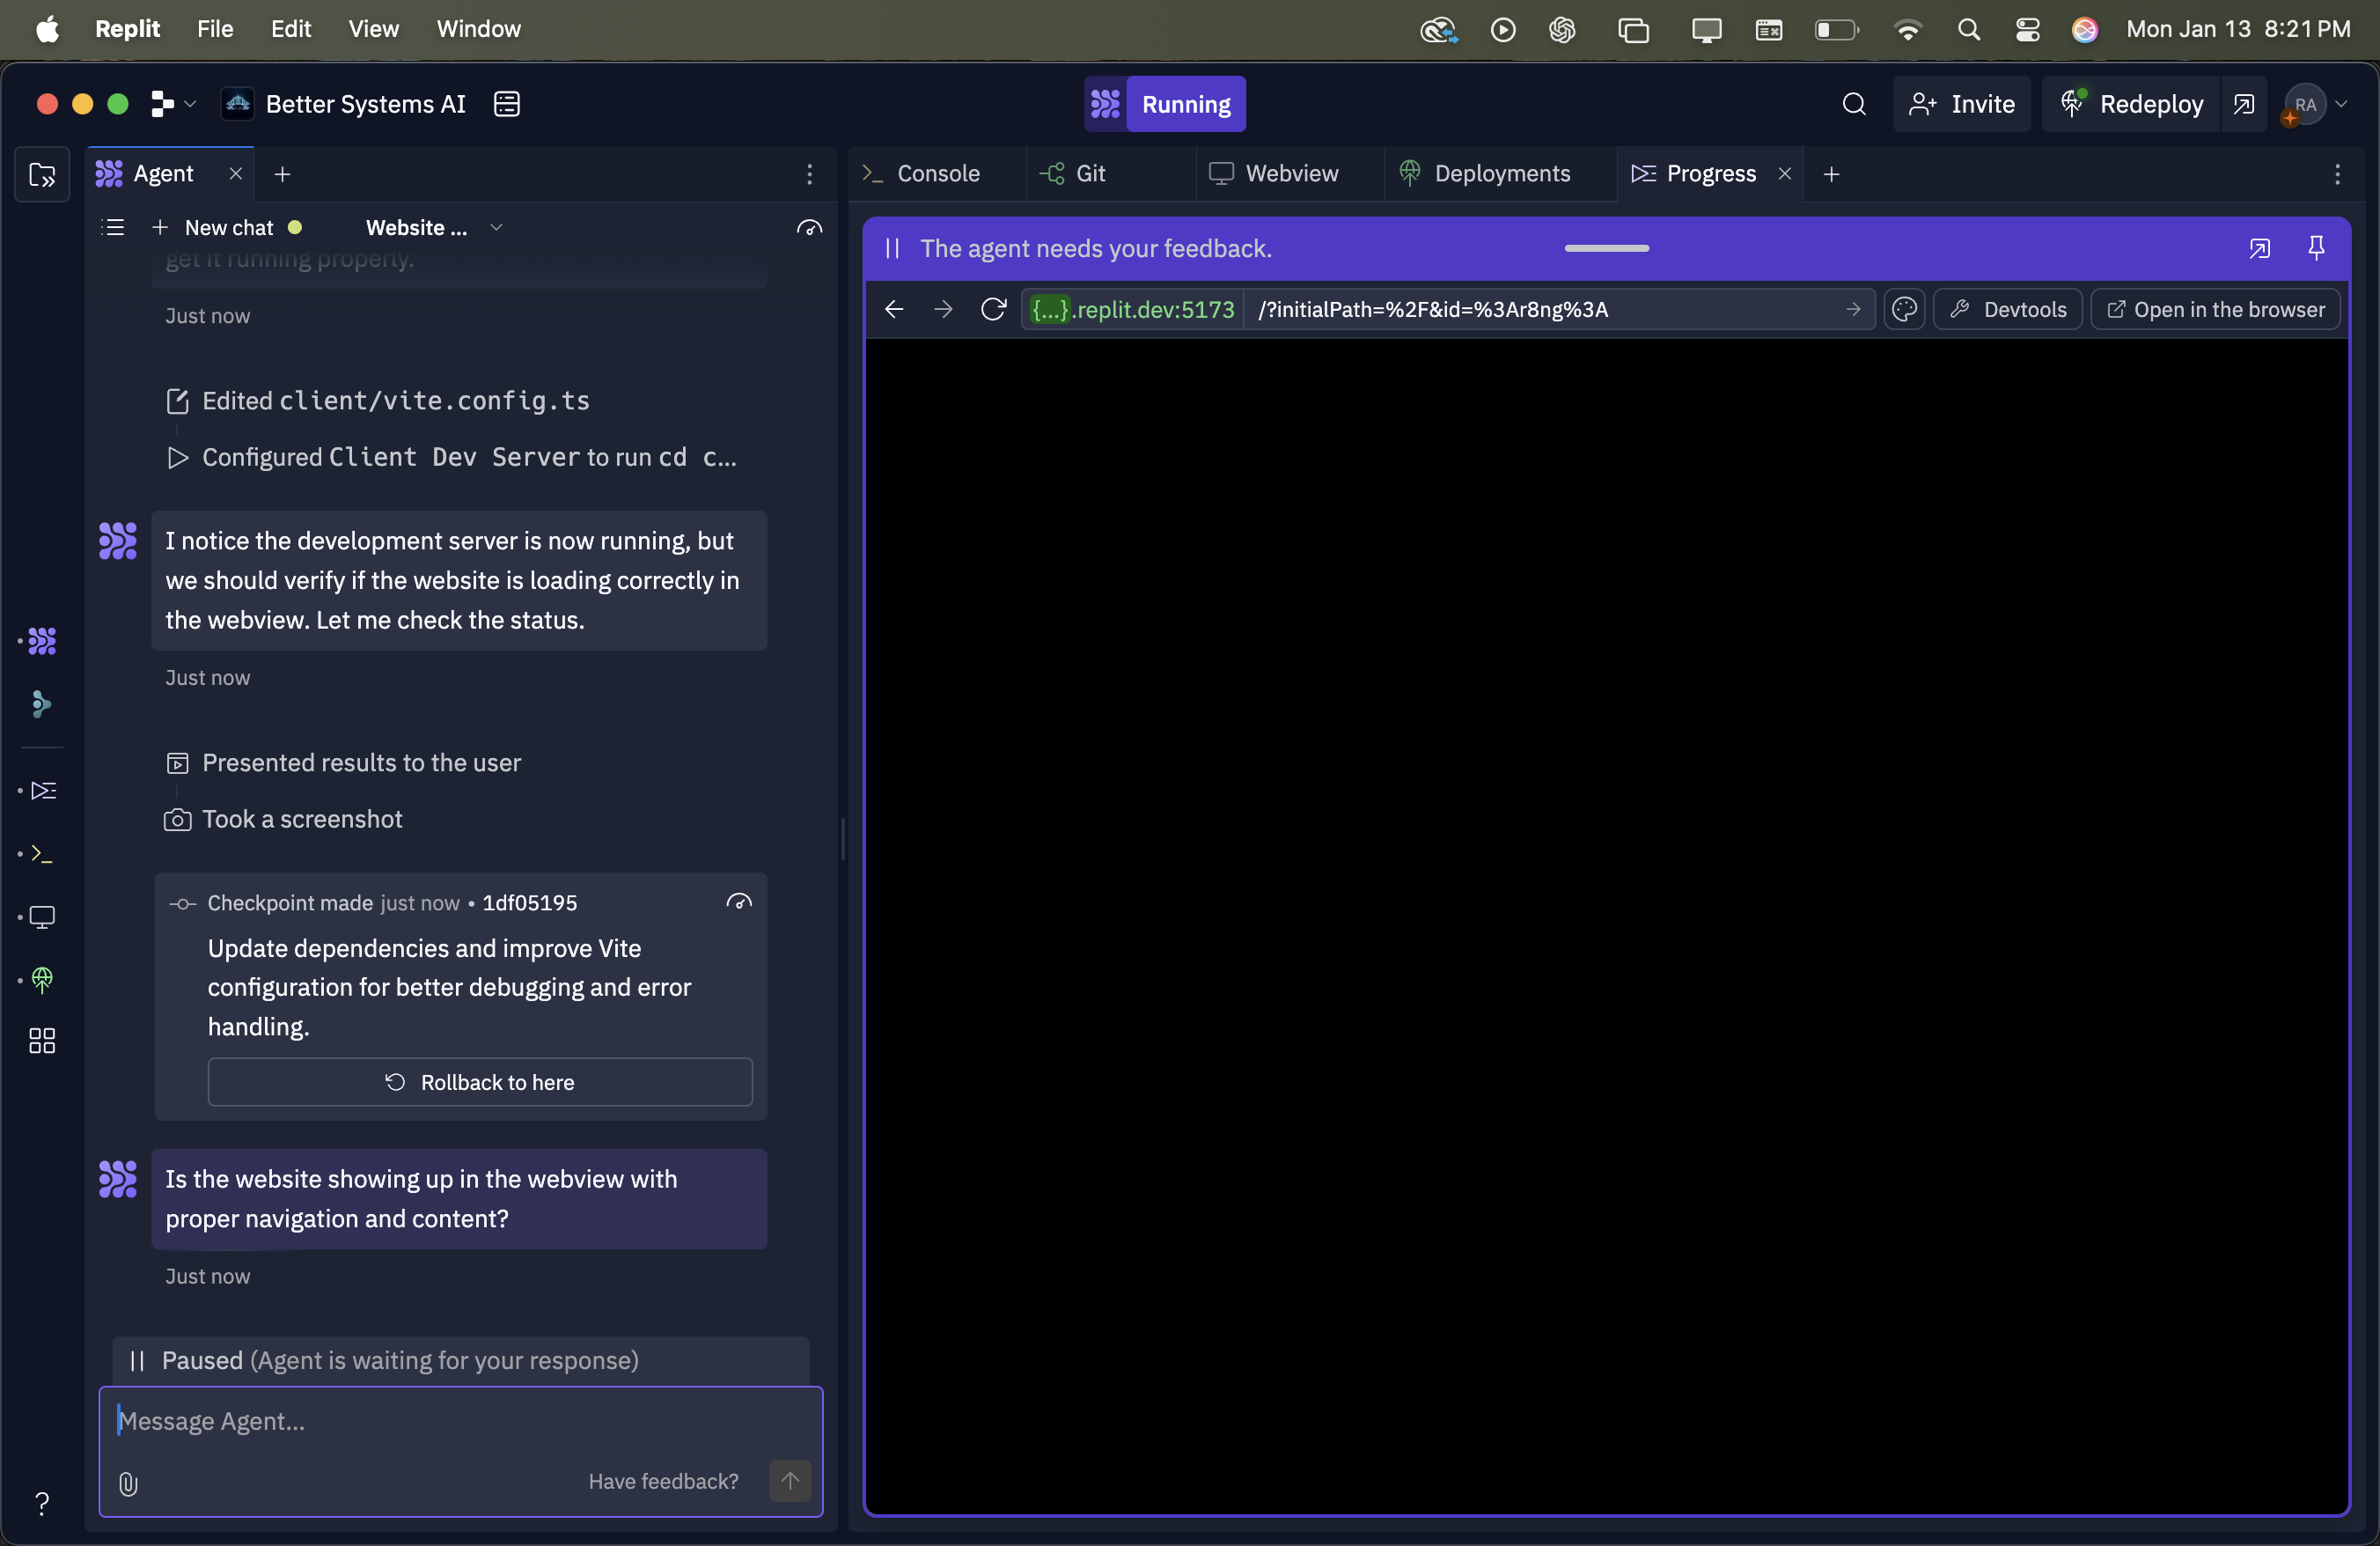 Replit File Edit View Window Mon Jan 13 8:21 PM
Better Systems AI Running Invite Redeploy RA
Agent
New chat Website ...
get it running properly.
Just now
Edited client/vite.config.ts
Configured Client Dev Server to run cd c...
I notice the development server is now running, but
we should verify if the website is loading correctly in
the webview. Let me check the status.
Just now
Presented results to the user
Took a screenshot
Checkpoint made just now • 1df05195
Update dependencies and improve Vite
configuration for better debugging and error
handling.
Rollback to here
Is the website showing up in the webview with
proper navigation and content?
Just now
Paused (Agent is waiting for your response)
Message Agent...
Have feedback?
Console Git Webview Deployments Progress
The agent needs your feedback.
{...}.replit.dev:5173 /?initialPath=%2F&id=%3Ar8ng%3A Devtools Open in the browser